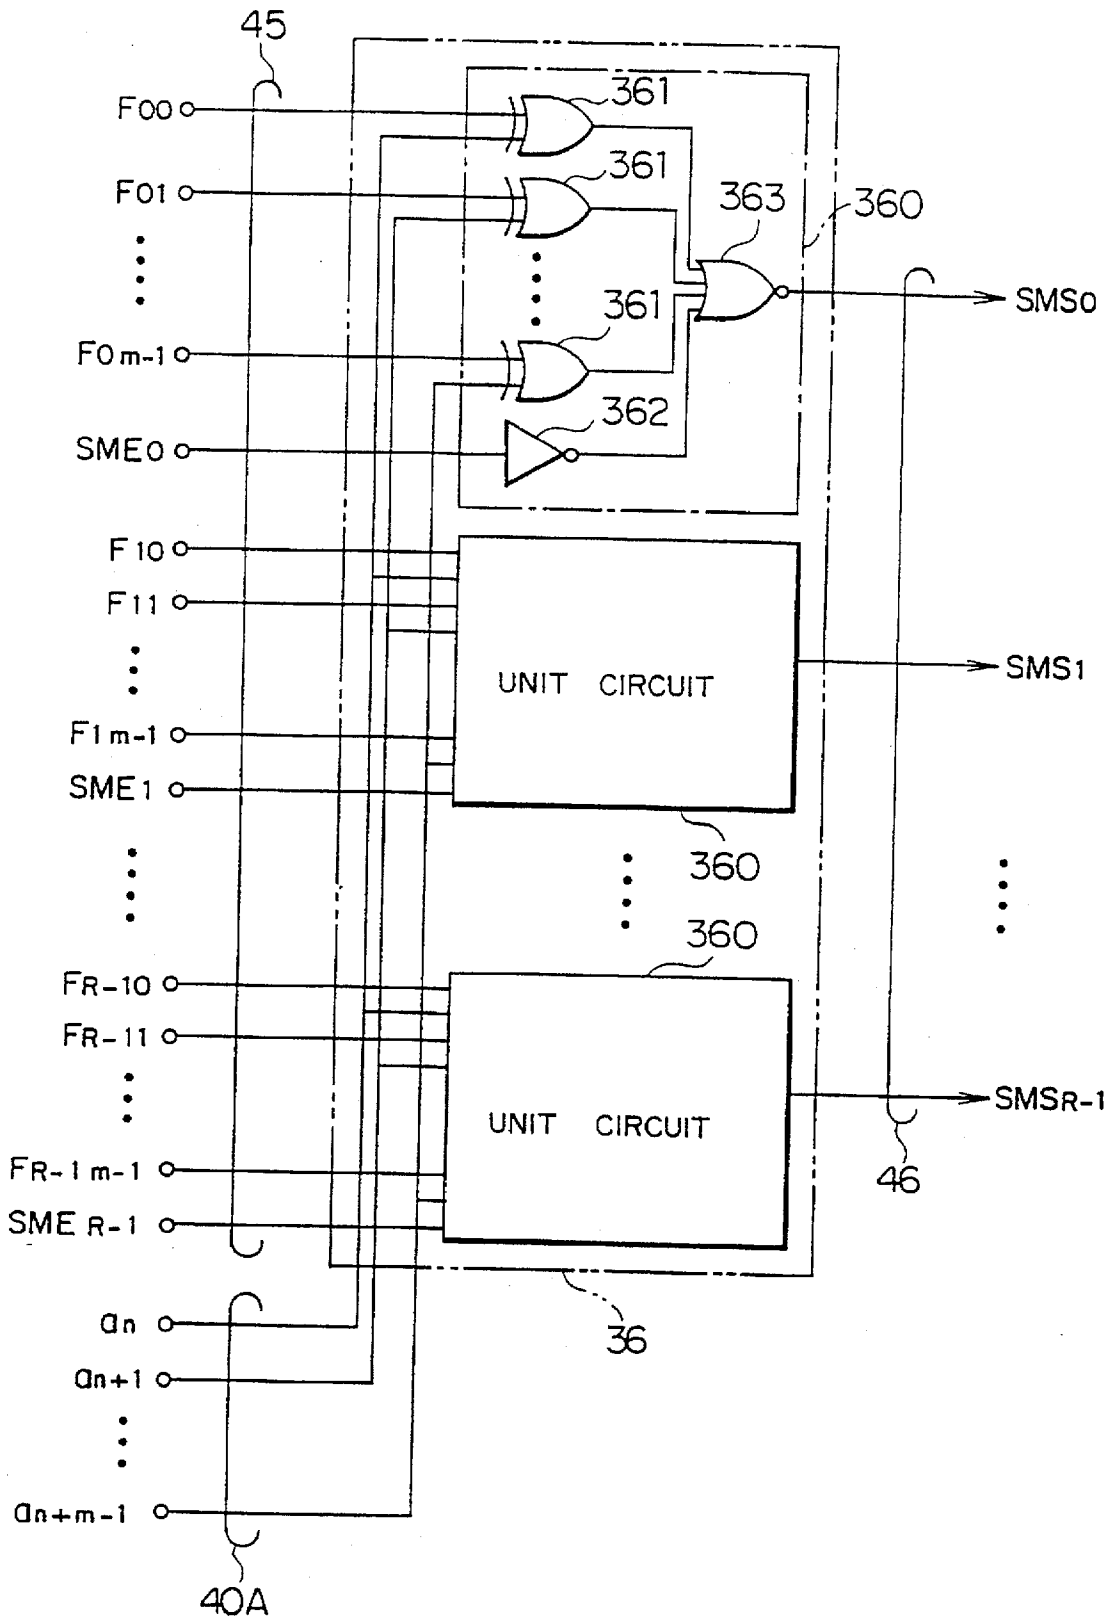 45
361
F00
361
F01
363
360
SMS0
361
F0m-1
362
SME0
F10
F11
UNIT CIRCUIT
SMS1
F1m-1
SME1
360
360
FR-10
FR-11
SMSR-1
UNIT CIRCUIT
FR-1m-1
46
SMER-1
an
36
an+1
an+m-1
40A